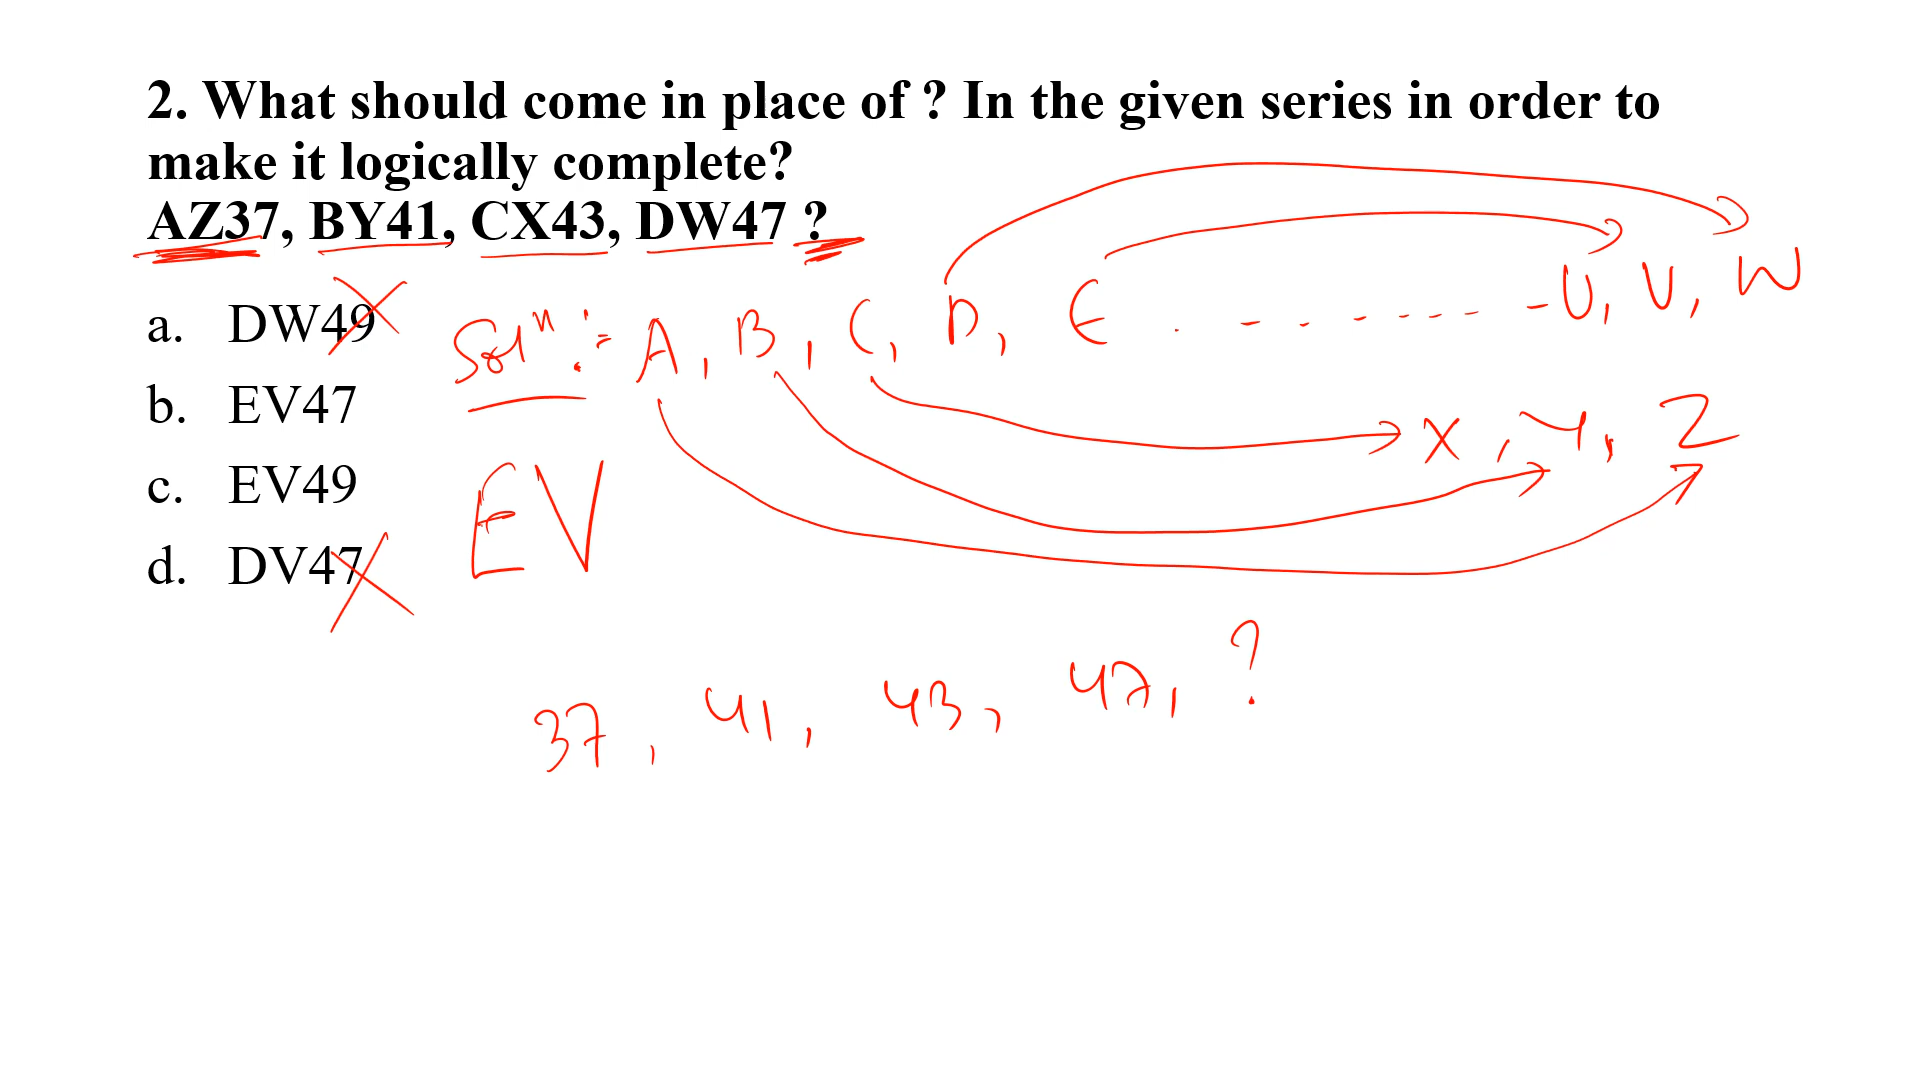 2. What should come in place of ? In the given series in order to
make it logically complete?
AZ37, BY41, CX43, DW47 ?
a. DW49
b. EV47
c. EV49
d. DV47
Solⁿ :- A, B, C, D, E . - - - - - - - U, V, W
X, Y, Z
EV
37, 41, 43, 47, ?